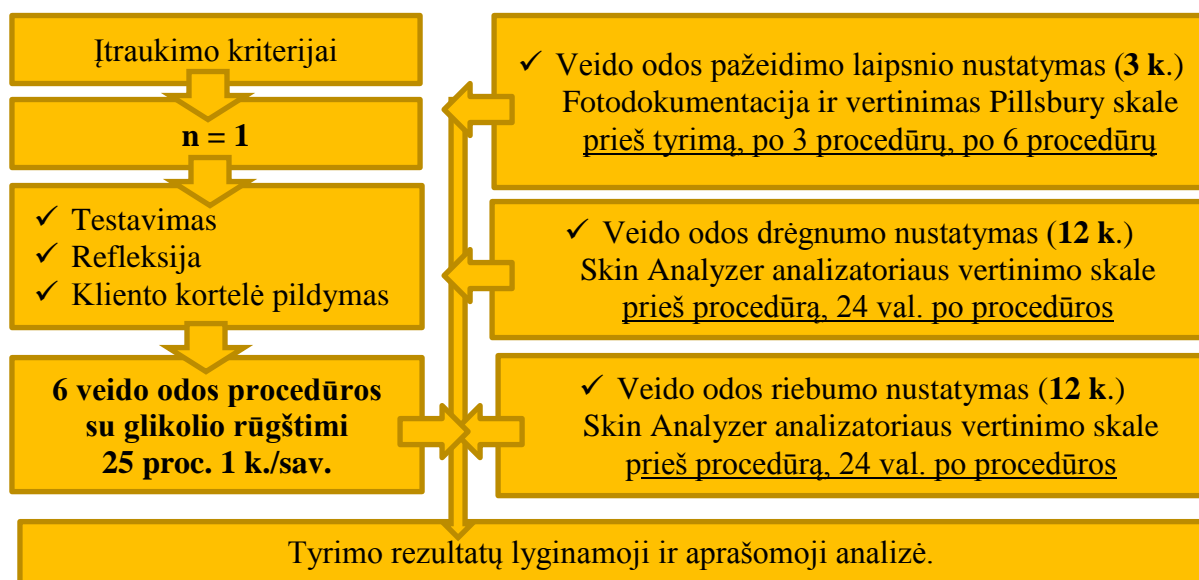 Įtraukimo kriterijai
n = 1
✓ Testavimas
✓ Refleksija
✓ Kliento kortelė pildymas
6 veido odos procedūros
su glikolio rūgštimi
25 proc. 1 k./sav.
✓ Veido odos pažeidimo laipsnio nustatymas (3 k.)
Fotodokumentacija ir vertinimas Pillsbury skale
prieš tyrimą, po 3 procedūrų, po 6 procedūrų
✓ Veido odos drėgnumo nustatymas (12 k.)
Skin Analyzer analizatoriaus vertinimo skale
prieš procedūrą, 24 val. po procedūros
✓ Veido odos riebumo nustatymas (12 k.)
Skin Analyzer analizatoriaus vertinimo skale
prieš procedūrą, 24 val. po procedūros
Tyrimo rezultatų lyginamoji ir aprašomoji analizė.